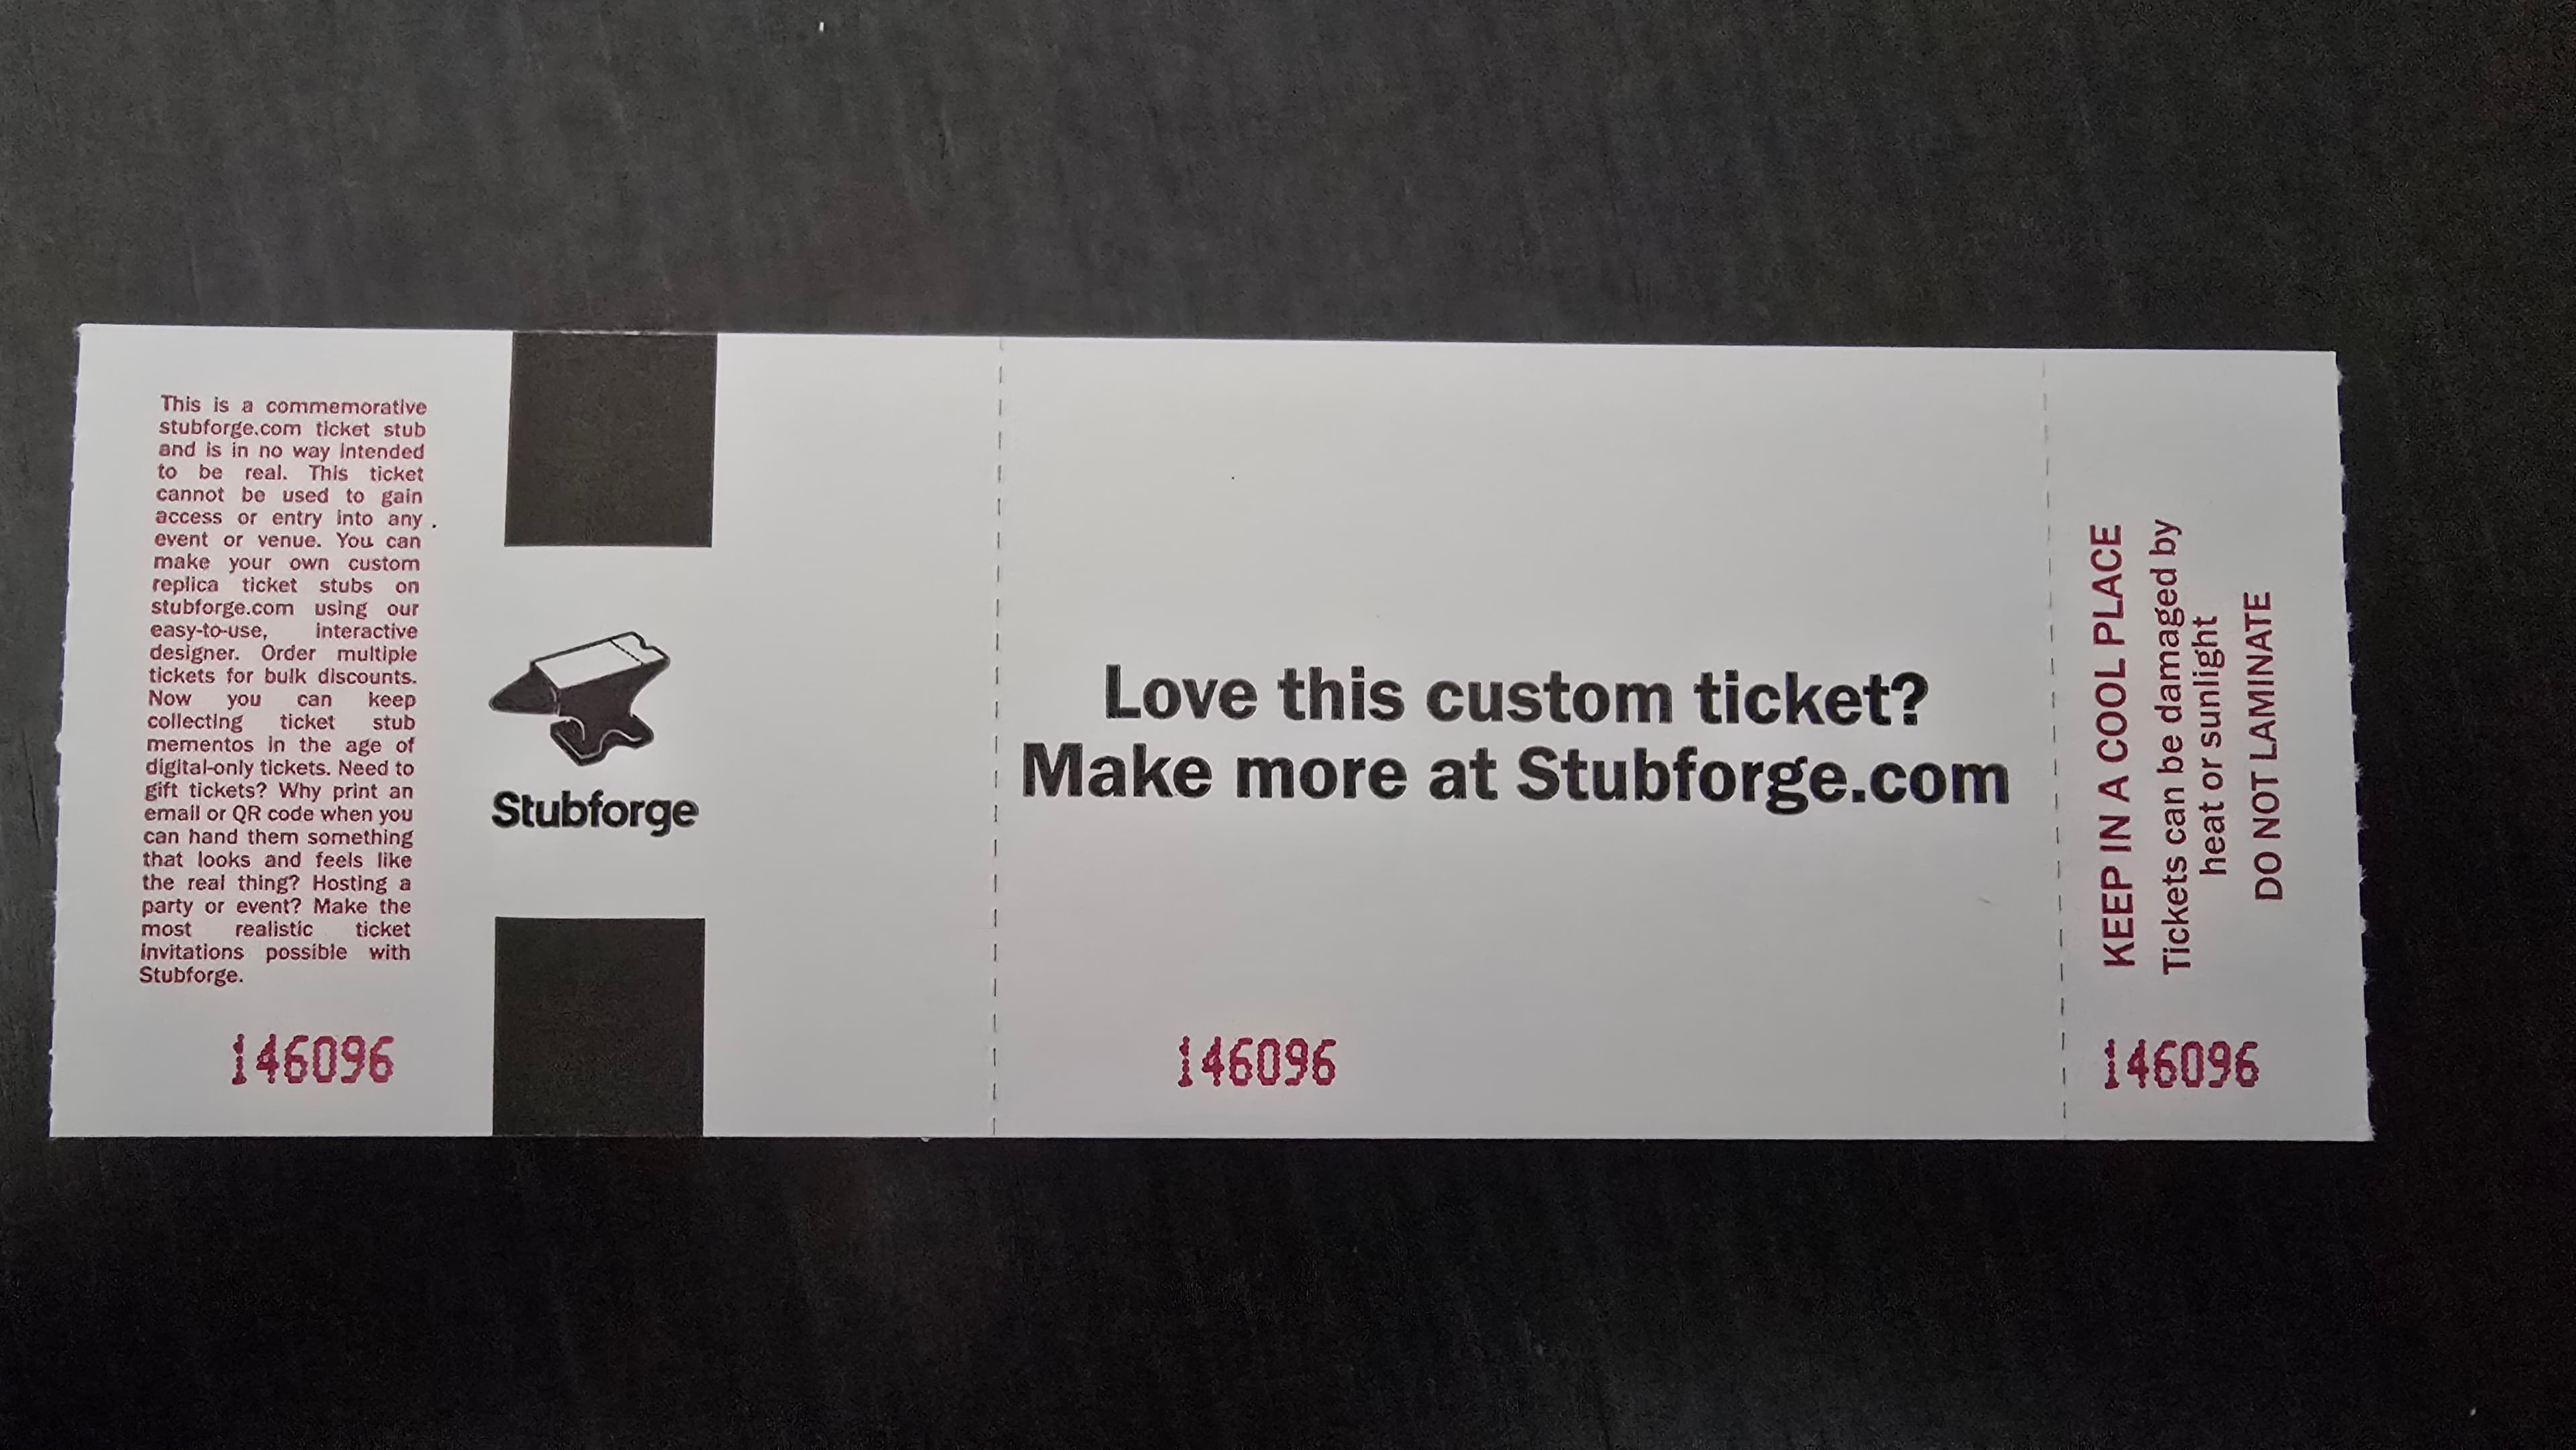 This is a commemorative
stubforge.com ticket stub
and is in no way intended
to be real. This ticket
cannot be used to gain
access or entry into any
event or venue. You can
make your own custom
replica ticket stubs on
stubforge.com using our
easy-to-use, interactive
designer. Order multiple
tickets for bulk discounts.
Now you can keep
collecting ticket stub
mementos in the age of
digital-only tickets. Need to
gift tickets? Why print an
email or QR code when you
can hand them something
that looks and feels like
the real thing? Hosting a
party or event? Make the
most realistic ticket
invitations possible with
Stubforge.
146096
Stubforge
Love this custom ticket?
Make more at Stubforge.com
146096
KEEP IN A COOL PLACE
Tickets can be damaged by
heat or sunlight
DO NOT LAMINATE
146096